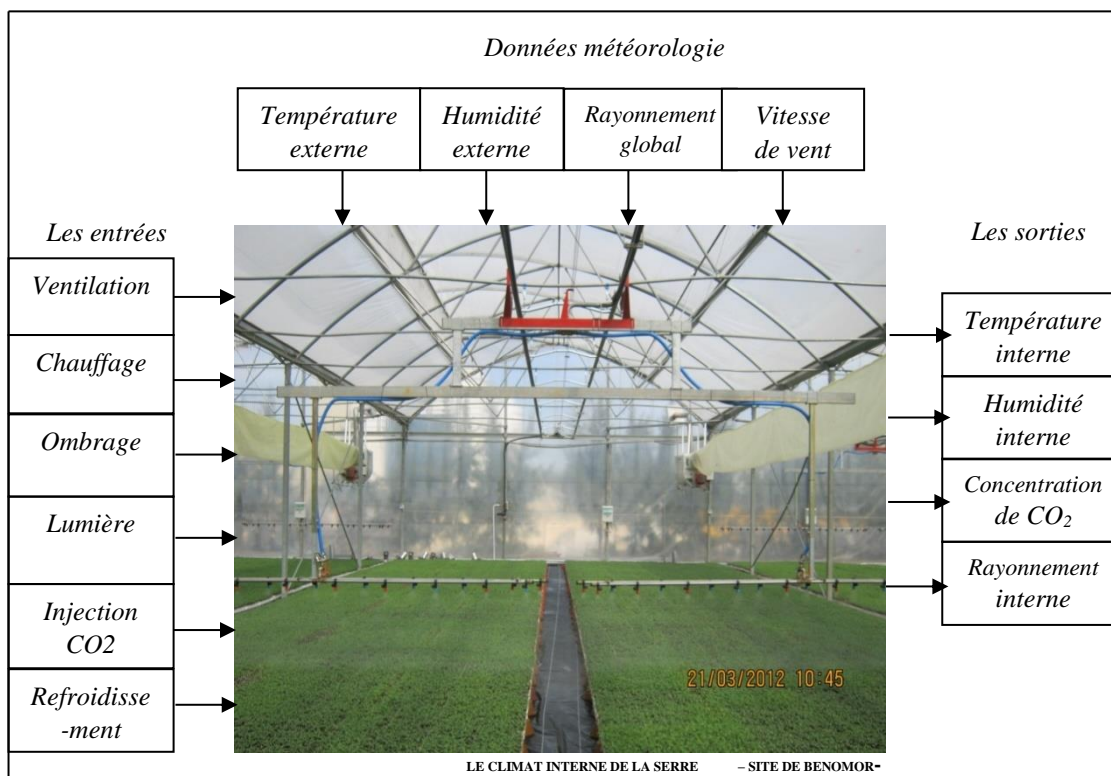 Données météorologie
Température
externe
Humidité
externe
Rayonnement
global
Vitesse
de vent
Les entrées
Ventilation
Chauffage
Ombrage
Lumière
Injection
CO2
Refroidisse
-ment
Les sorties
Température
interne
Humidité
interne
Concentration
de CO₂
Rayonnement
interne
21/03/2012 10:45
LE CLIMAT INTERNE DE LA SERRE – SITE DE BENOMOR-